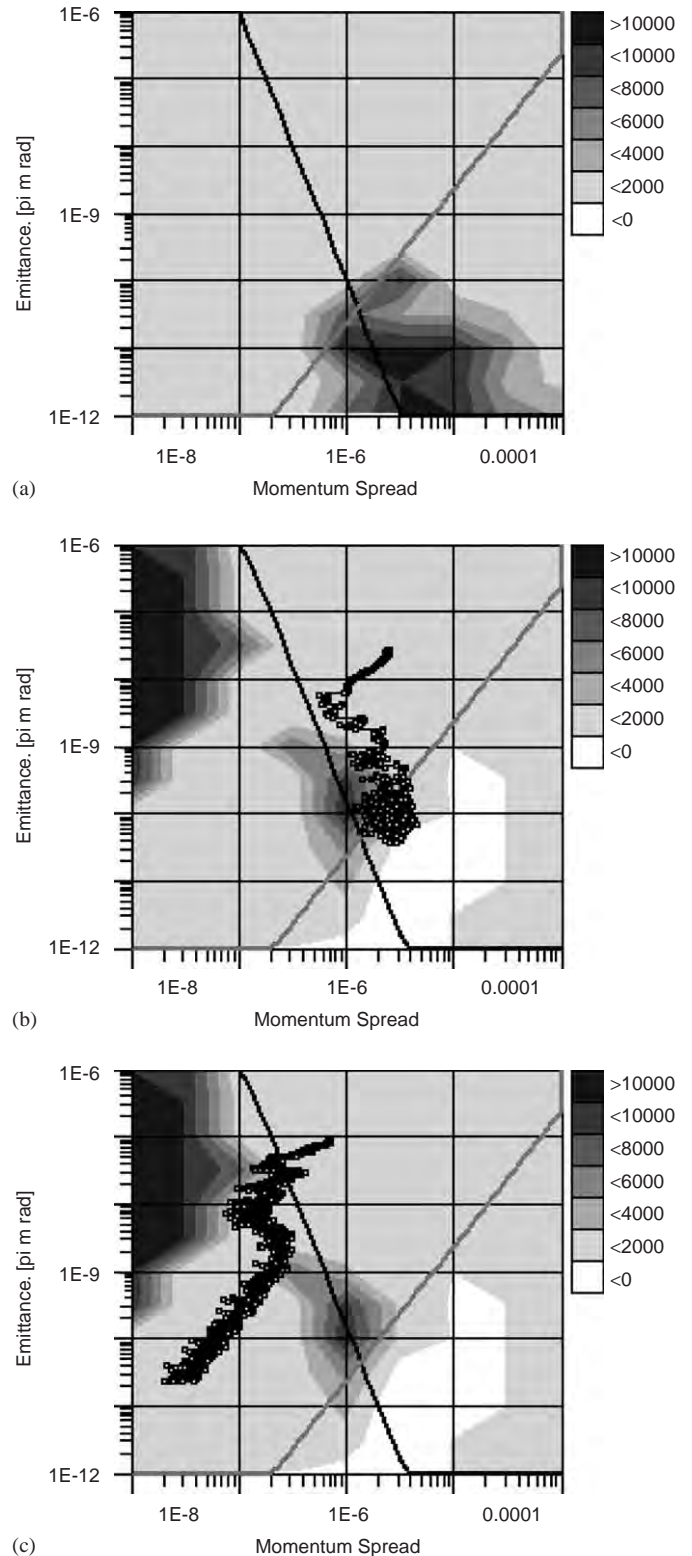 1E-6
1E-9
1E-12
Emittance. [pi m rad]
1E-8
1E-6
0.0001
Momentum Spread
>10000
<10000
<8000
<6000
<4000
<2000
<0
(a)
1E-6
1E-9
1E-12
Emittance. [pi m rad]
1E-8
1E-6
0.0001
Momentum Spread
>10000
<10000
<8000
<6000
<4000
<2000
<0
(b)
1E-6
1E-9
1E-12
Emittance. [pi m rad]
1E-8
1E-6
0.0001
Momentum Spread
>10000
<10000
<8000
<6000
<4000
<2000
<0
(c)